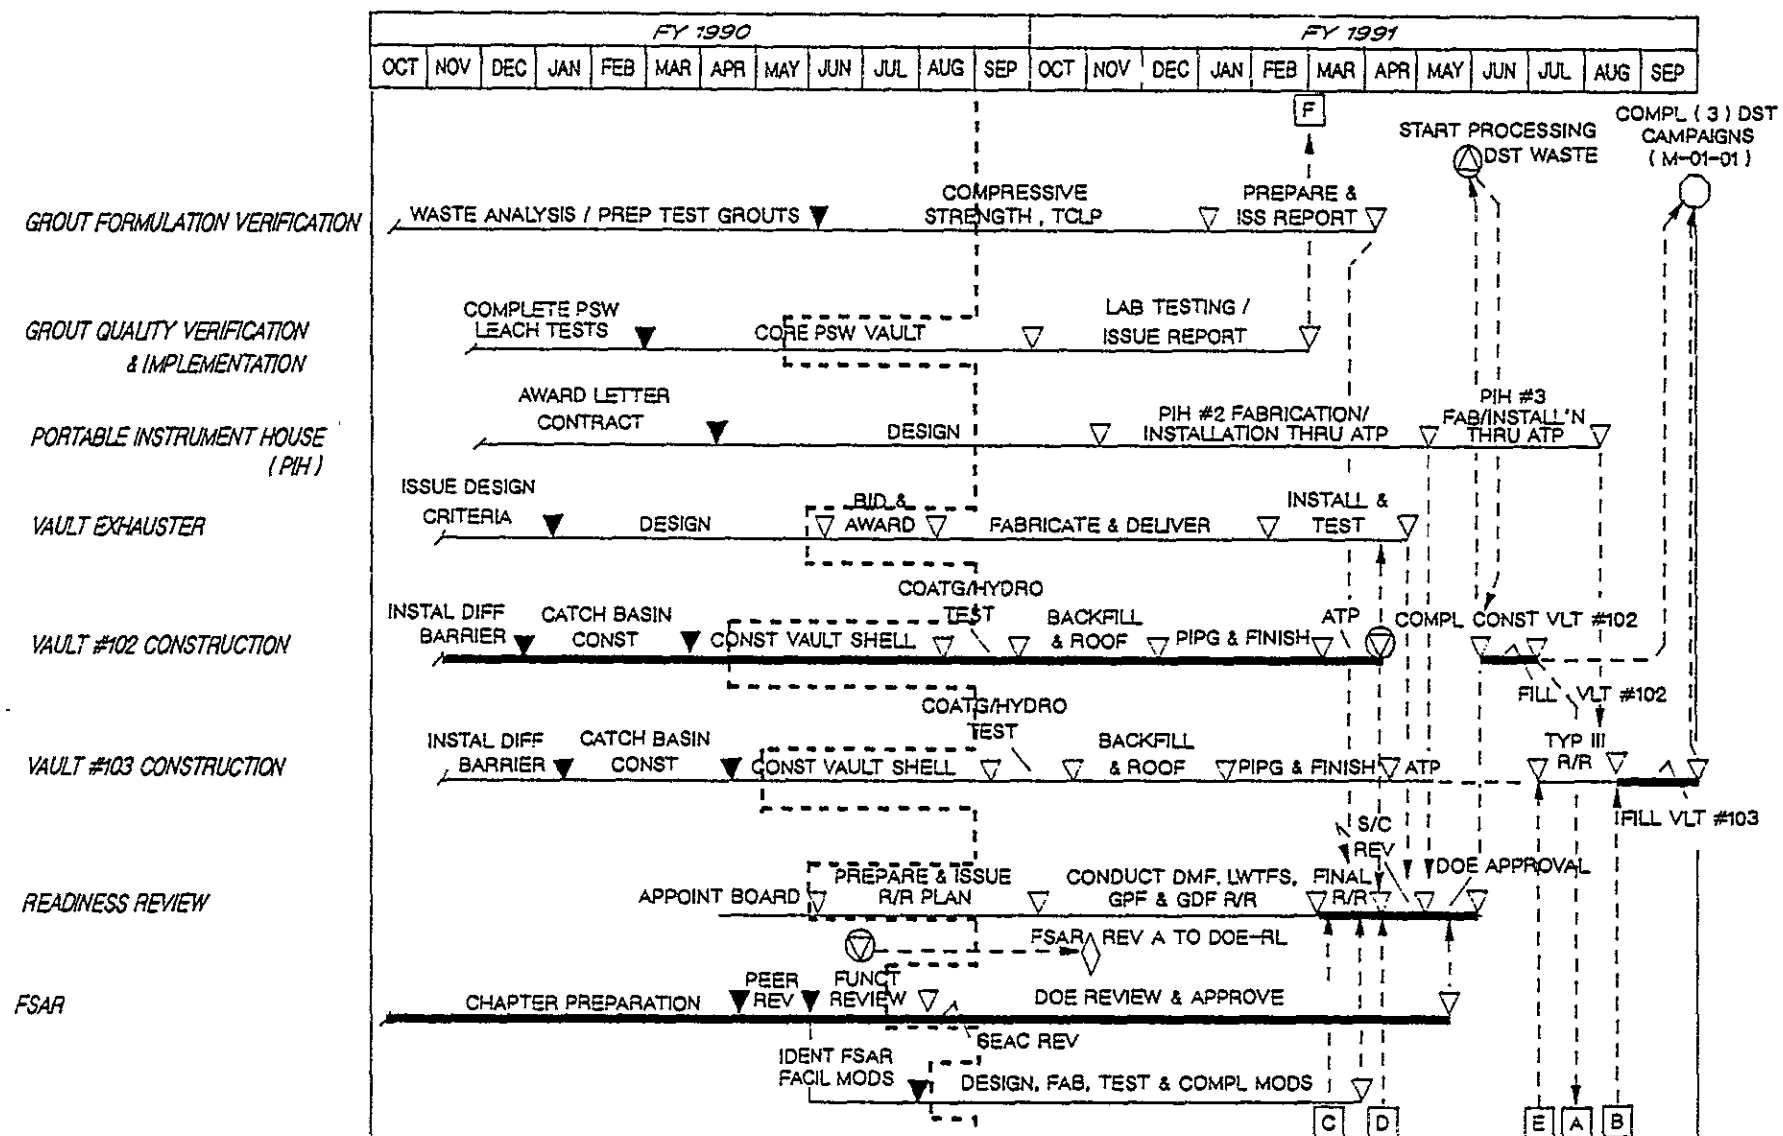 FY 1990
FY 1991
OCT NOV DEC JAN FEB MAR APR MAY JUN JUL AUG SEP OCT NOV DEC JAN FEB MAR APR MAY JUN JUL AUG SEP
F
START PROCESSING
DST WASTE
COMPL (3) DST
CAMPAIGNS
(M-01-01)
GROUT FORMULATION VERIFICATION
WASTE ANALYSIS / PREP TEST GROUTS
COMPRESSIVE
STRENGTH, TCLP
PREPARE &
ISS REPORT
GROUT QUALITY VERIFICATION
& IMPLEMENTATION
COMPLETE PSW
LEACH TESTS
CORE PSW VAULT
LAB TESTING /
ISSUE REPORT
PORTABLE INSTRUMENT HOUSE
(PIH)
AWARD LETTER
CONTRACT
DESIGN
PIH #2 FABRICATION/
INSTALLATION THRU ATP
PIH #3
FAB/INSTALL'N
THRU ATP
VAULT EXHAUSTER
ISSUE DESIGN
CRITERIA
DESIGN
BID &
AWARD
FABRICATE & DELIVER
INSTALL &
TEST
VAULT #102 CONSTRUCTION
INSTAL DIFF
BARRIER
CATCH BASIN
CONST
CONST VAULT SHELL
COATG/HYDRO
TEST
BACKFILL
& ROOF
PIPG & FINISH
ATP
COMPL CONST VLT #102
FILL VLT #102
VAULT #103 CONSTRUCTION
INSTAL DIFF
BARRIER
CATCH BASIN
CONST
CONST VAULT SHELL
COATG/HYDRO
TEST
BACKFILL
& ROOF
PIPG & FINISH
ATP
TYP III
R/R
FILL VLT #103
READINESS REVIEW
APPOINT BOARD
PREPARE & ISSUE
R/R PLAN
CONDUCT DMF, LWTFS,
GPF & GDF R/R
FINAL
R/R
S/C
REV
DOE APPROVAL
FSAR REV A TO DOE-RL
FSAR
CHAPTER PREPARATION
PEER
REV
FUNCT
REVIEW
DOE REVIEW & APPROVE
SEAC REV
IDENT FSAR
FACIL MODS
DESIGN, FAB, TEST & COMPL MODS
C D E A B